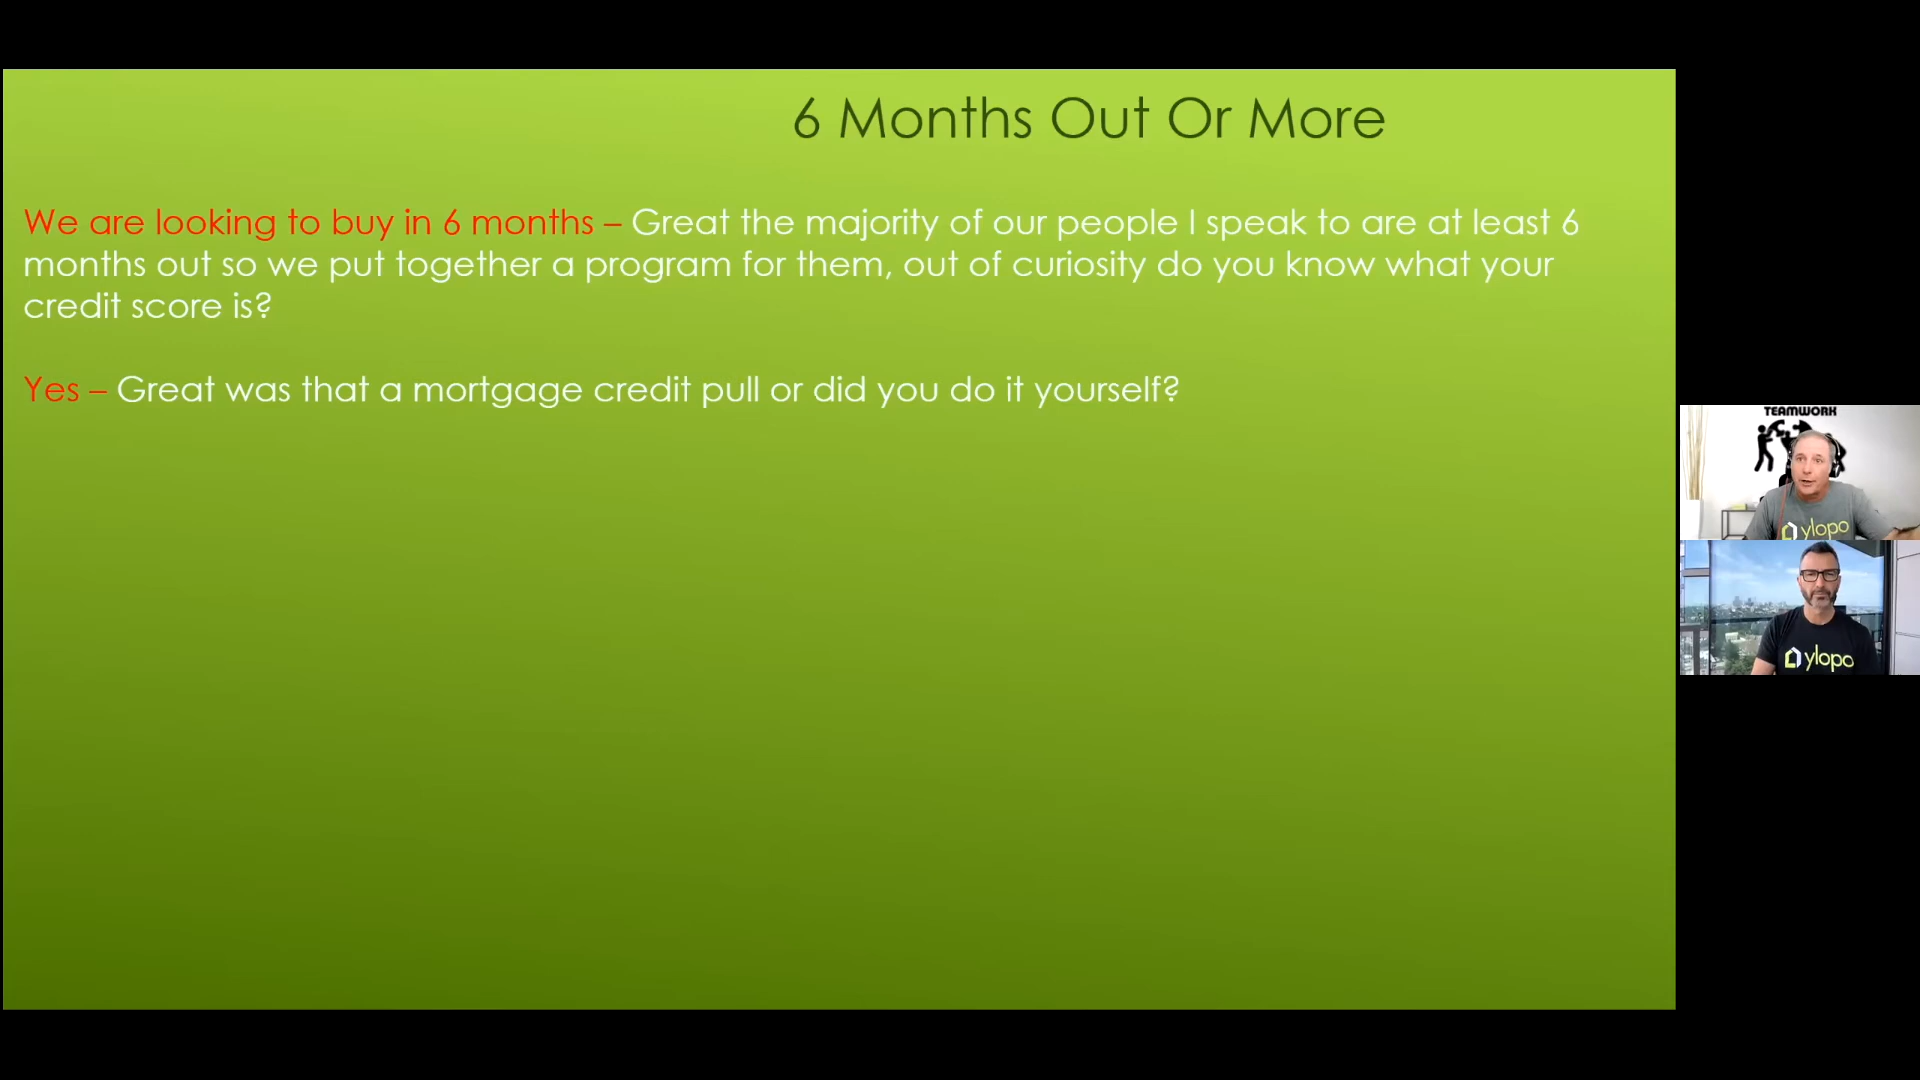 6 Months Out Or More
We are looking to buy in 6 months – Great the majority of our people I speak to are at least 6
months out so we put together a program for them, out of curiosity do you know what your
credit score is?
Yes – Great was that a mortgage credit pull or did you do it yourself?
TEAMWORK
ylopo
ylopo